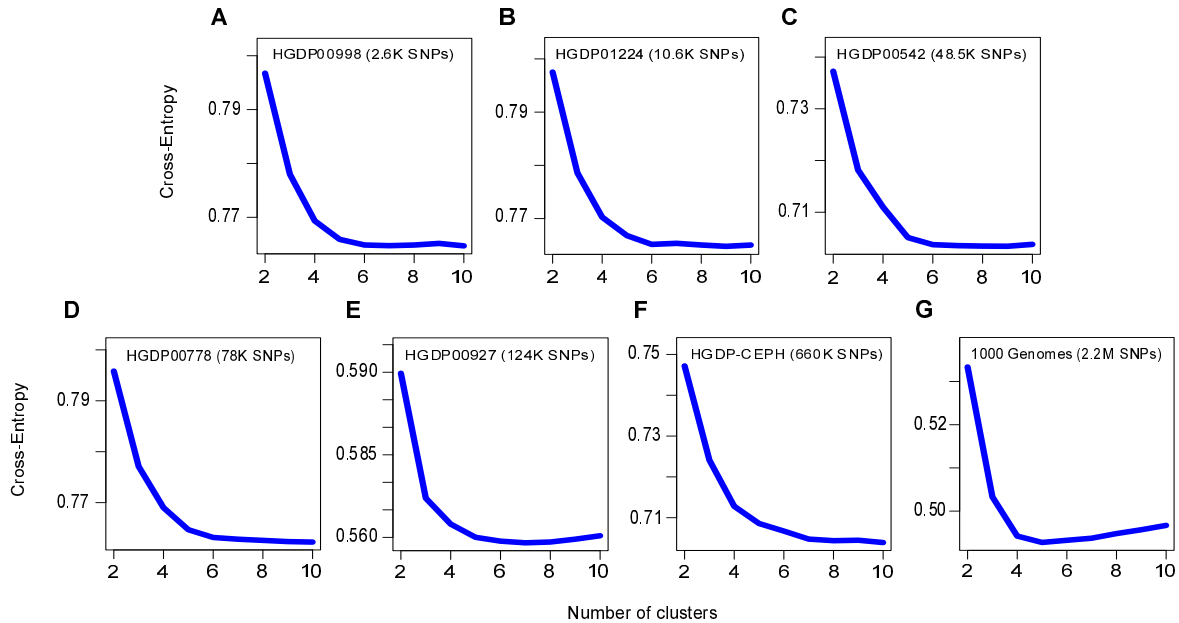 A
B
C
HGDP00998 (2.6K SNPs)
HGDP01224 (10.6K SNPs)
HGDP00542 (48.5K SNPs)
Cross-Entropy
0.79
0.77
0.79
0.77
0.73
0.71
2 4 6 8 10
2 4 6 8 10
2 4 6 8 10
D
E
F
G
HGDP00778 (78K SNPs)
HGDP00927 (124K SNPs)
HGDP-CEPH (660K SNPs)
1000 Genomes (2.2M SNPs)
Cross-Entropy
0.79
0.77
0.590
0.585
0.560
0.75
0.73
0.71
0.52
0.50
2 4 6 8 10
2 4 6 8 10
2 4 6 8 10
2 4 6 8 10
Number of clusters